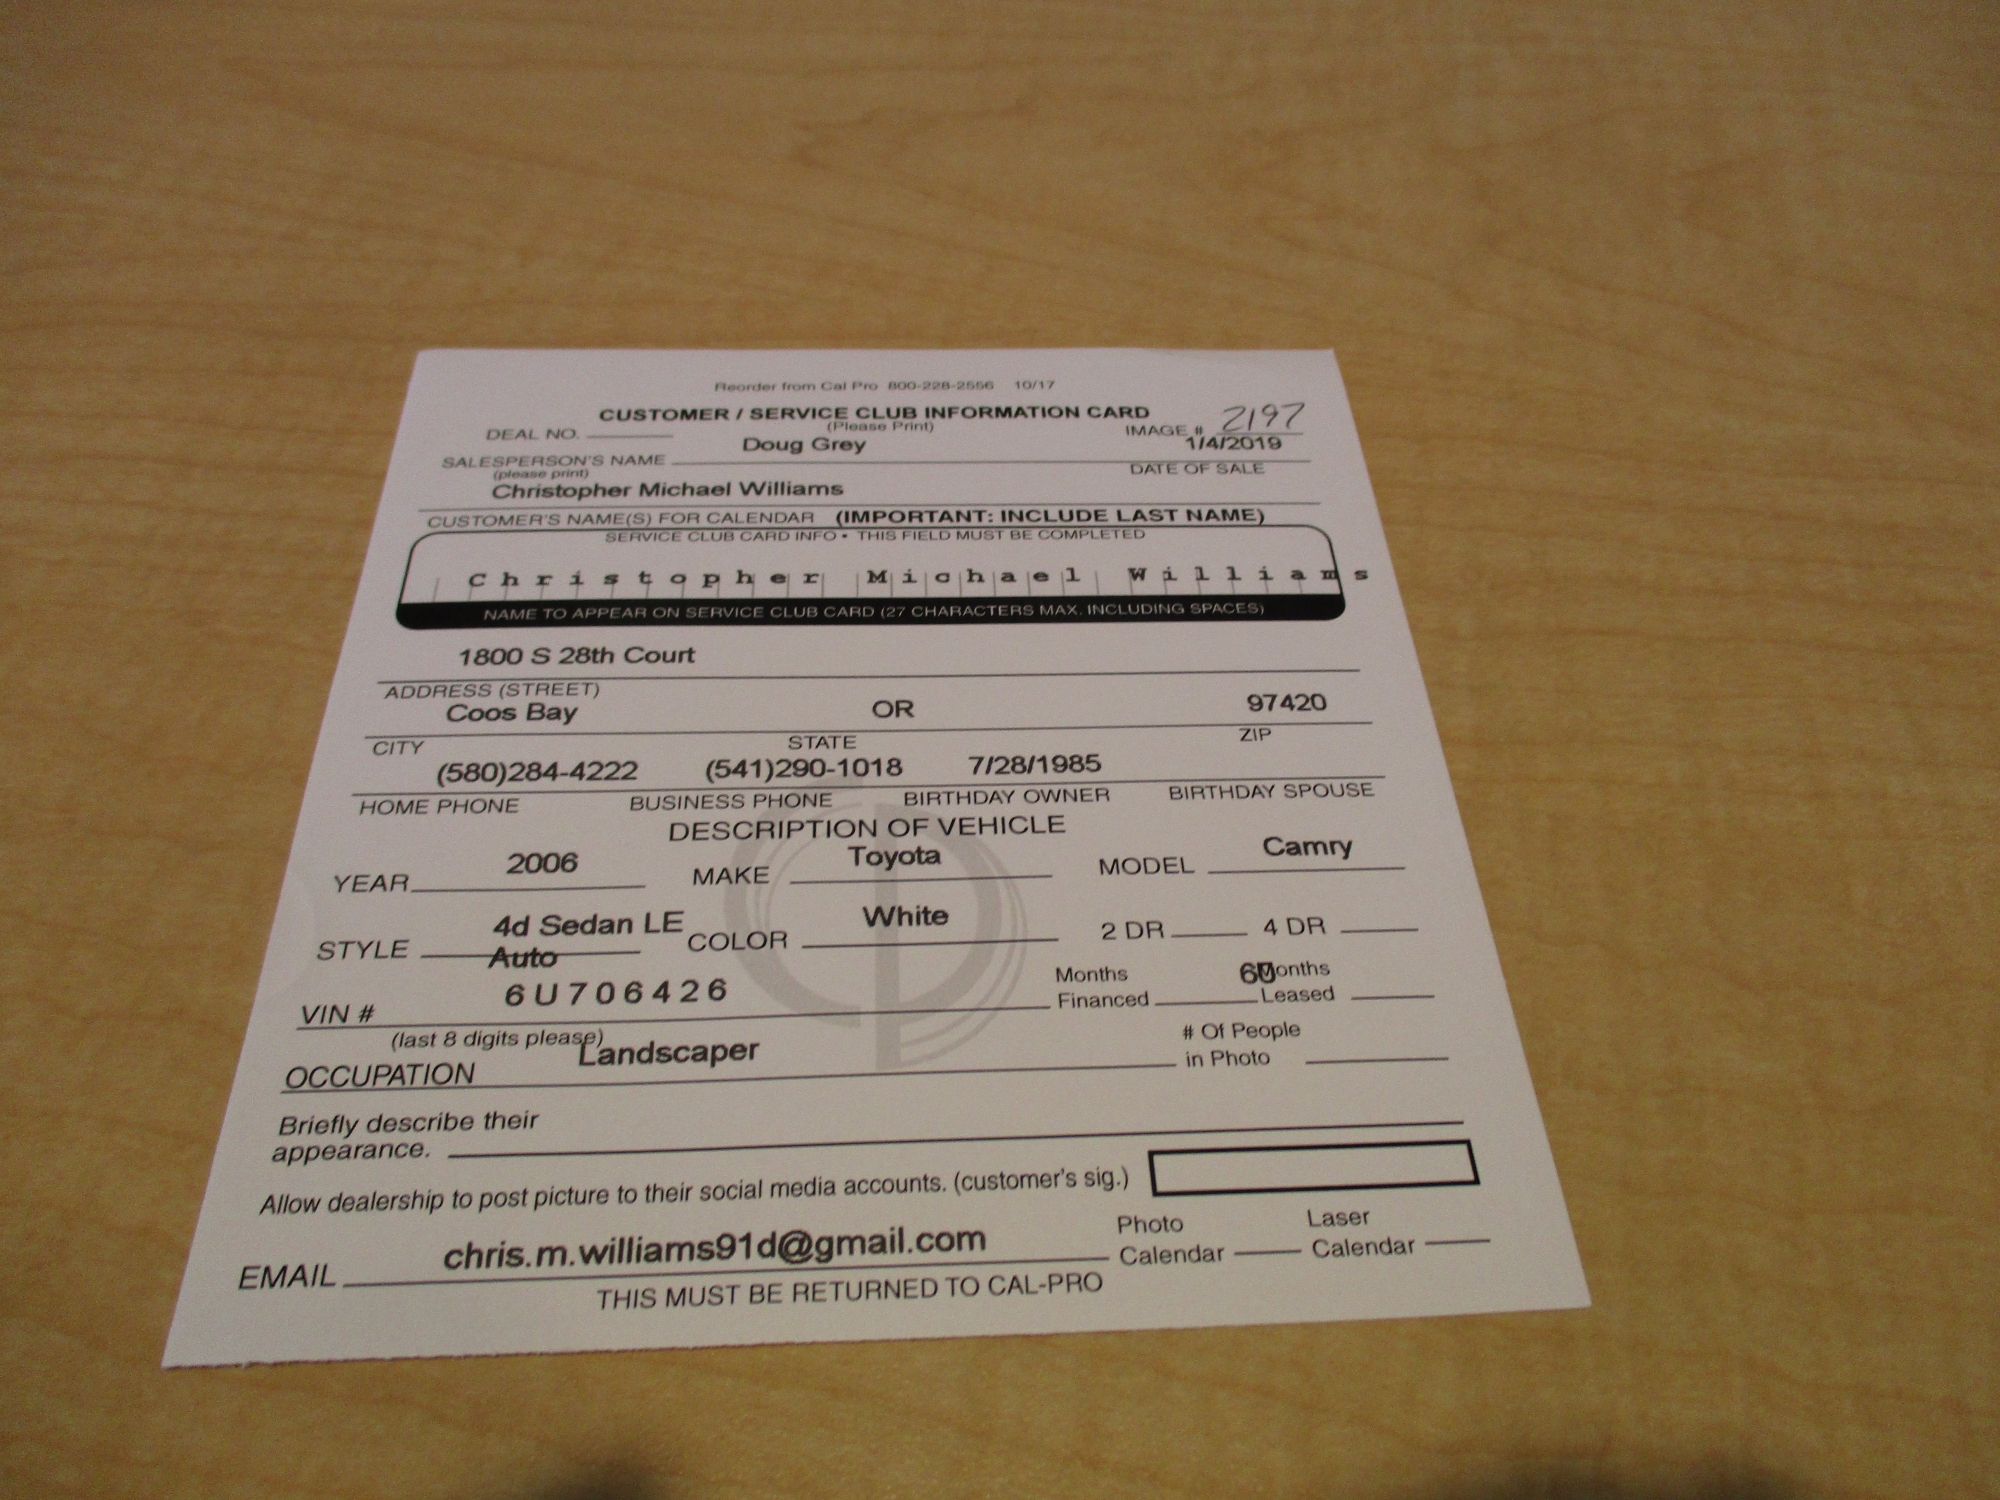 Reorder from Cal Pro 800-228-2556 10/17
CUSTOMER / SERVICE CLUB INFORMATION CARD
(Please Print)
DEAL NO.
IMAGE # 2197
Doug Grey
1/4/2019
SALESPERSON'S NAME
(please print)
DATE OF SALE
Christopher Michael Williams
CUSTOMER'S NAME(S) FOR CALENDAR (IMPORTANT: INCLUDE LAST NAME)
SERVICE CLUB CARD INFO • THIS FIELD MUST BE COMPLETED
Christopher Michael Williams
NAME TO APPEAR ON SERVICE CLUB CARD (27 CHARACTERS MAX. INCLUDING SPACES)
1800 S 28th Court
ADDRESS (STREET)
Coos Bay OR 97420
CITY STATE ZIP
(580)284-4222 (541)290-1018 7/28/1985
HOME PHONE BUSINESS PHONE BIRTHDAY OWNER BIRTHDAY SPOUSE
DESCRIPTION OF VEHICLE
YEAR 2006 MAKE Toyota MODEL Camry
STYLE 4d Sedan LE Auto COLOR White 2 DR 4 DR
VIN # 6U706426
(last 8 digits please)
Months Financed 60 Months Leased
OCCUPATION Landscaper
# Of People in Photo
Briefly describe their
appearance.
Allow dealership to post picture to their social media accounts. (customer's sig.)
EMAIL chris.m.williams91d@gmail.com
Photo Calendar Laser Calendar
THIS MUST BE RETURNED TO CAL-PRO